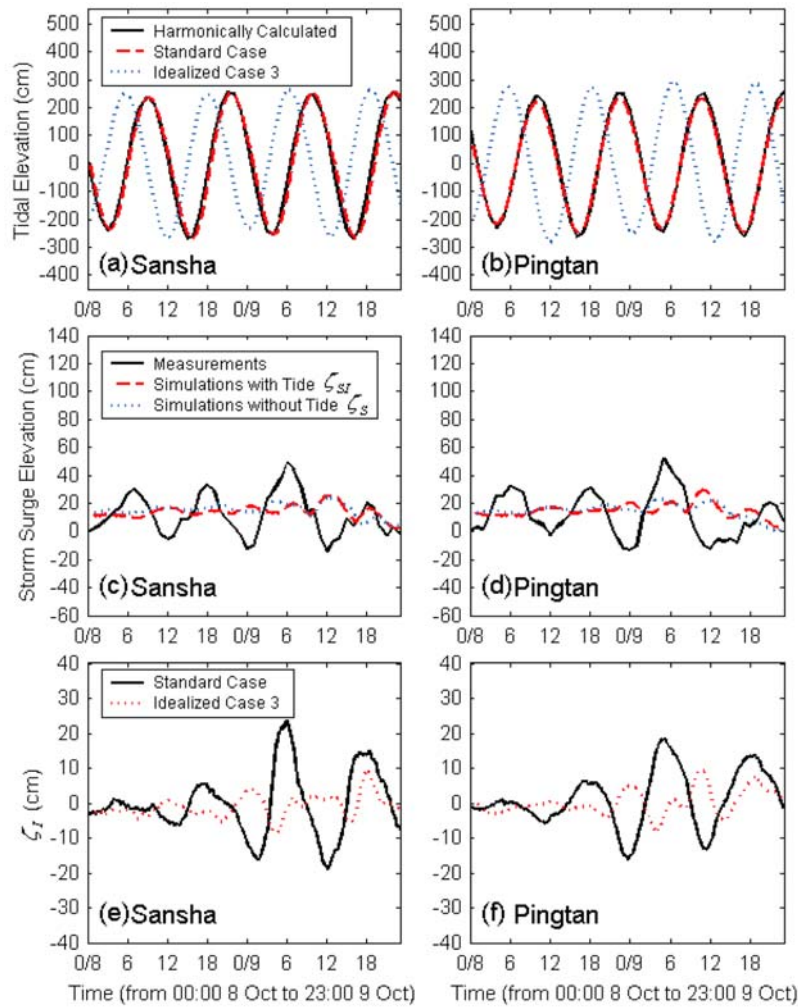 Tidal Elevation (cm)
500
400
300
200
100
0
-100
-200
-300
-400
Harmonically Calculated
Standard Case
Idealized Case 3
(a)Sansha
0/8 6 12 18 0/9 6 12 18
500
400
300
200
100
0
-100
-200
-300
-400
(b)Pingtan
0/8 6 12 18 0/9 6 12 18
Storm Surge Elevation (cm)
140
120
100
80
60
40
20
0
-20
-40
-60
Measurements
Simulations with Tide ζSI
Simulations without Tide ζS
(c)Sansha
0/8 6 12 18 0/9 6 12 18
140
120
100
80
60
40
20
0
-20
-40
-60
(d)Pingtan
0/8 6 12 18 0/9 6 12 18
ζI (cm)
40
30
20
10
0
-10
-20
-30
-40
Standard Case
Idealized Case 3
(e)Sansha
0/8 6 12 18 0/9 6 12 18
Time (from 00:00 8 Oct to 23:00 9 Oct)
40
30
20
10
0
-10
-20
-30
-40
(f) Pingtan
0/8 6 12 18 0/9 6 12 18
Time (from 00:00 8 Oct to 23:00 9 Oct)